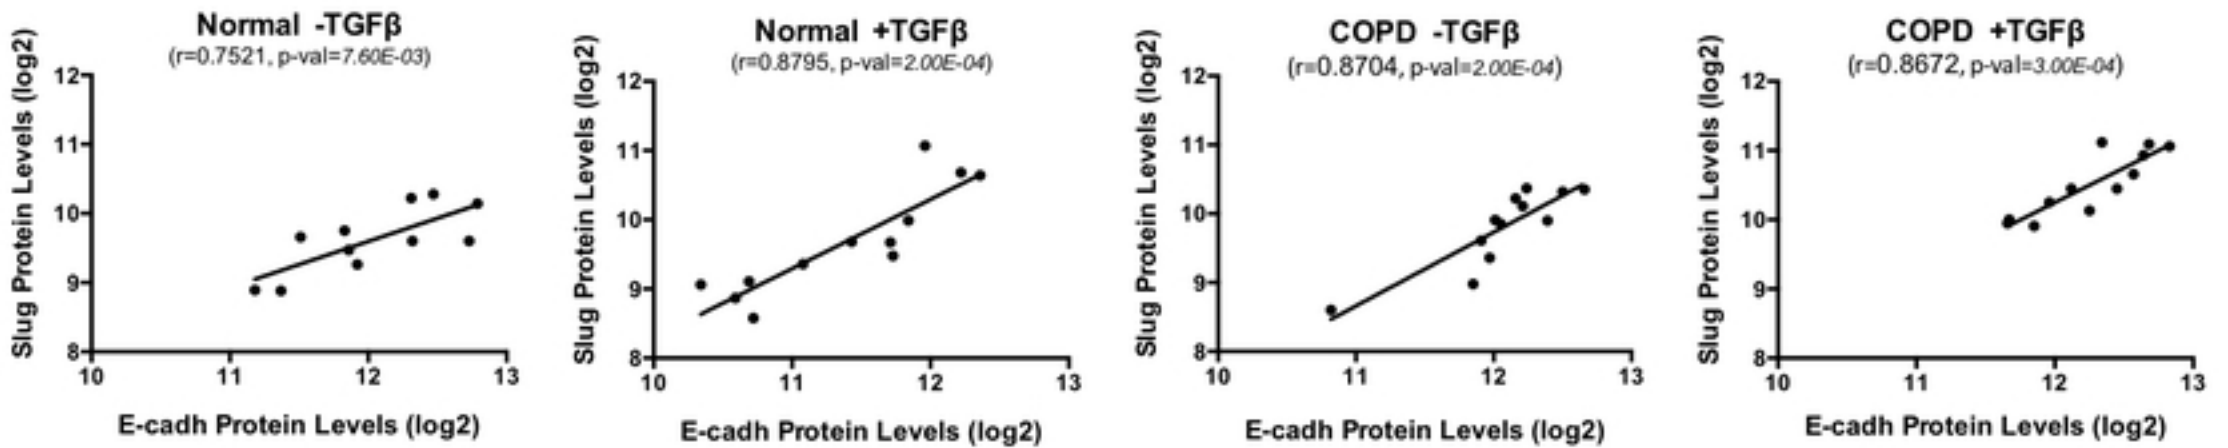 Normal -TGFβ
(r=0.7521, p-val=7.60E-03)
Slug Protein Levels (log2)
12
11
10
9
8
10 11 12 13
E-cadh Protein Levels (log2)
Normal +TGFβ
(r=0.8795, p-val=2.00E-04)
Slug Protein Levels (log2)
12
11
10
9
8
10 11 12 13
E-cadh Protein Levels (log2)
COPD -TGFβ
(r=0.8704, p-val=2.00E-04)
Slug Protein Levels (log2)
12
11
10
9
8
10 11 12 13
E-cadh Protein Levels (log2)
COPD +TGFβ
(r=0.8672, p-val=3.00E-04)
Slug Protein Levels (log2)
12
11
10
9
8
10 11 12 13
E-cadh Protein Levels (log2)